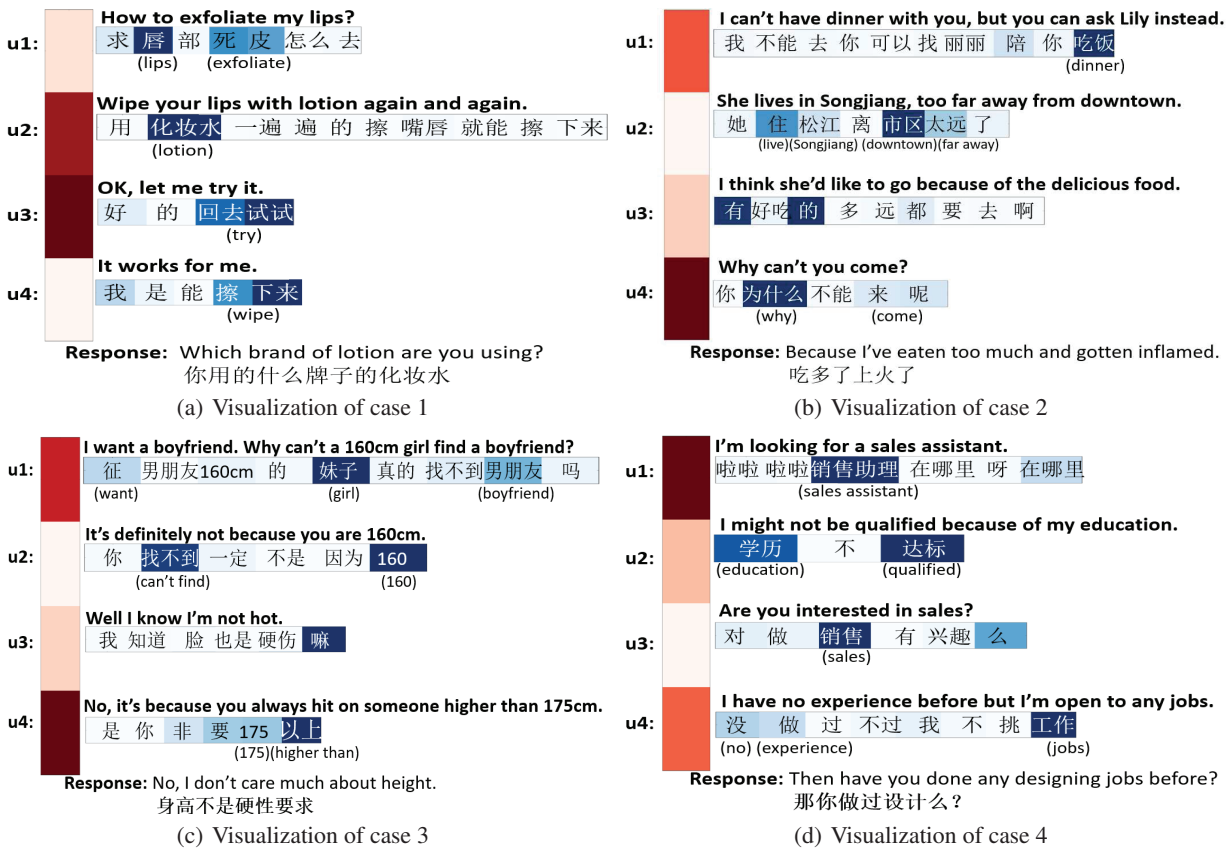 How to exfoliate my lips?
u1: 求 唇 部 死 皮 怎么 去
(lips) (exfoliate)
Wipe your lips with lotion again and again.
u2: 用 化妆水 一遍 遍 的 擦 嘴唇 就能 擦 下来
(lotion)
OK, let me try it.
u3: 好 的 回去 试试
(try)
It works for me.
u4: 我 是 能 擦 下来
(wipe)
Response: Which brand of lotion are you using?
你用的什么牌子的化妆水
(a) Visualization of case 1
I can't have dinner with you, but you can ask Lily instead.
u1: 我 不能 去 你 可以 找 丽丽 陪 你 吃饭
(dinner)
She lives in Songjiang, too far away from downtown.
u2: 她 住 松江 离 市区 太远 了
(live)(Songjiang) (downtown)(far away)
I think she'd like to go because of the delicious food.
u3: 有 好吃 的 多 远 都 要 去 啊
Why can't you come?
u4: 你 为什么 不能 来 呢
(why) (come)
Response: Because I've eaten too much and gotten inflamed.
吃多了上火了
(b) Visualization of case 2
I want a boyfriend. Why can't a 160cm girl find a boyfriend?
u1: 征 男朋友160cm 的 妹子 真的 找不到 男朋友 吗
(want) (girl) (boyfriend)
It's definitely not because you are 160cm.
u2: 你 找不到 一定 不是 因为 160
(can't find) (160)
Well I know I'm not hot.
u3: 我 知道 脸 也是 硬伤 嘛
No, it's because you always hit on someone higher than 175cm.
u4: 是 你 非 要 175 以上
(175)(higher than)
Response: No, I don't care much about height.
身高不是硬性要求
(c) Visualization of case 3
I'm looking for a sales assistant.
u1: 啦啦 啦啦 销售助理 在哪里 呀 在哪里
(sales assistant)
I might not be qualified because of my education.
u2: 学历 不 达标
(education) (qualified)
Are you interested in sales?
u3: 对 做 销售 有 兴趣 么
(sales)
I have no experience before but I'm open to any jobs.
u4: 没 做 过 不过 我 不 挑 工作
(no) (experience) (jobs)
Response: Then have you done any designing jobs before?
那你做过设计么？
(d) Visualization of case 4